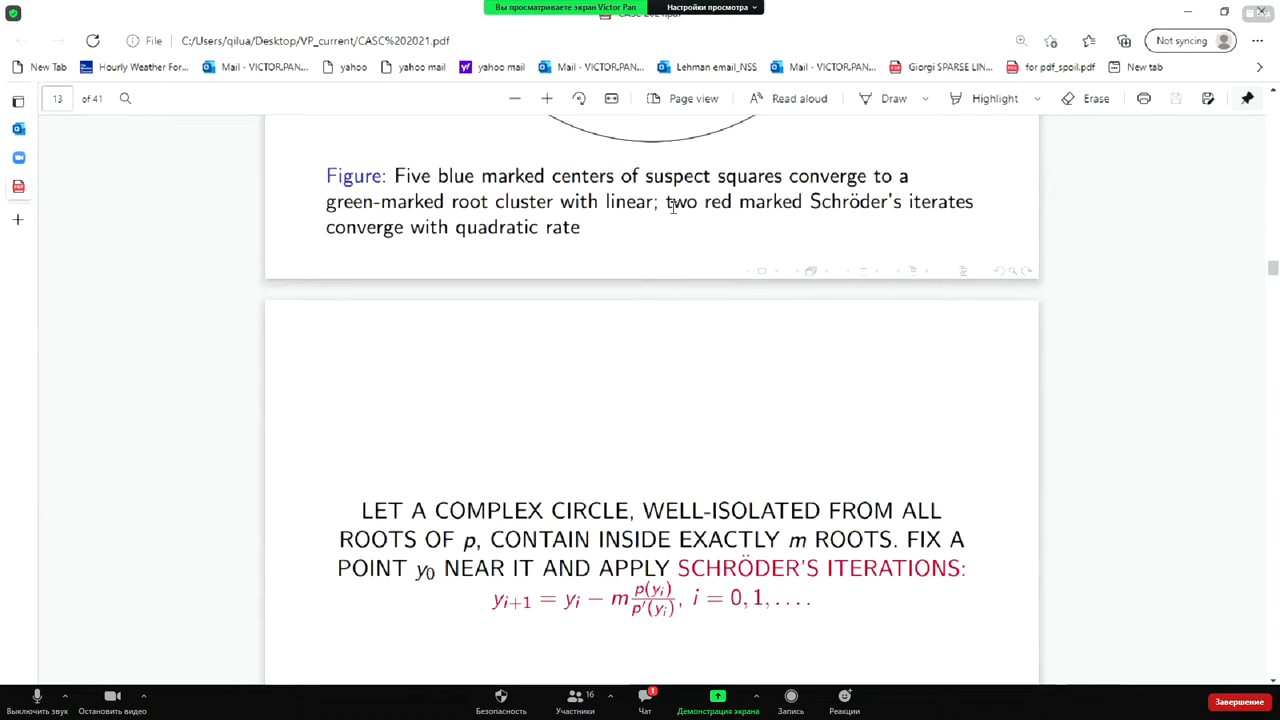 Вы просматриваете экран Victor Pan
Настройки просмотра
File
C:/Users/qilua/Desktop/VP_current/CASC%202021.pdf
Not syncing
New Tab
Hourly Weather For...
Mail - VICTOR.PAN...
yahoo
yahoo mail
yahoo mail
Mail - VICTOR.PAN...
Lehman email_NSS
Mail - VICTOR.PAN...
Giorgi SPARSE LIN...
for pdf_spoil.pdf
New tab
13 of 41
Page view
Read aloud
Draw
Highlight
Erase
Figure: Five blue marked centers of suspect squares converge to a
green-marked root cluster with linear; two red marked Schröder's iterates
converge with quadratic rate
LET A COMPLEX CIRCLE, WELL-ISOLATED FROM ALL
ROOTS OF p, CONTAIN INSIDE EXACTLY m ROOTS. FIX A
POINT y₀ NEAR IT AND APPLY SCHRÖDER'S ITERATIONS:
yᵢ₊₁ = yᵢ − m p(yᵢ)/p′(yᵢ), i = 0, 1, . . . .
Выключить звук
Остановить видео
Безопасность
16
Участники
1
Чат
Демонстрация экрана
Запись
Реакции
Завершение